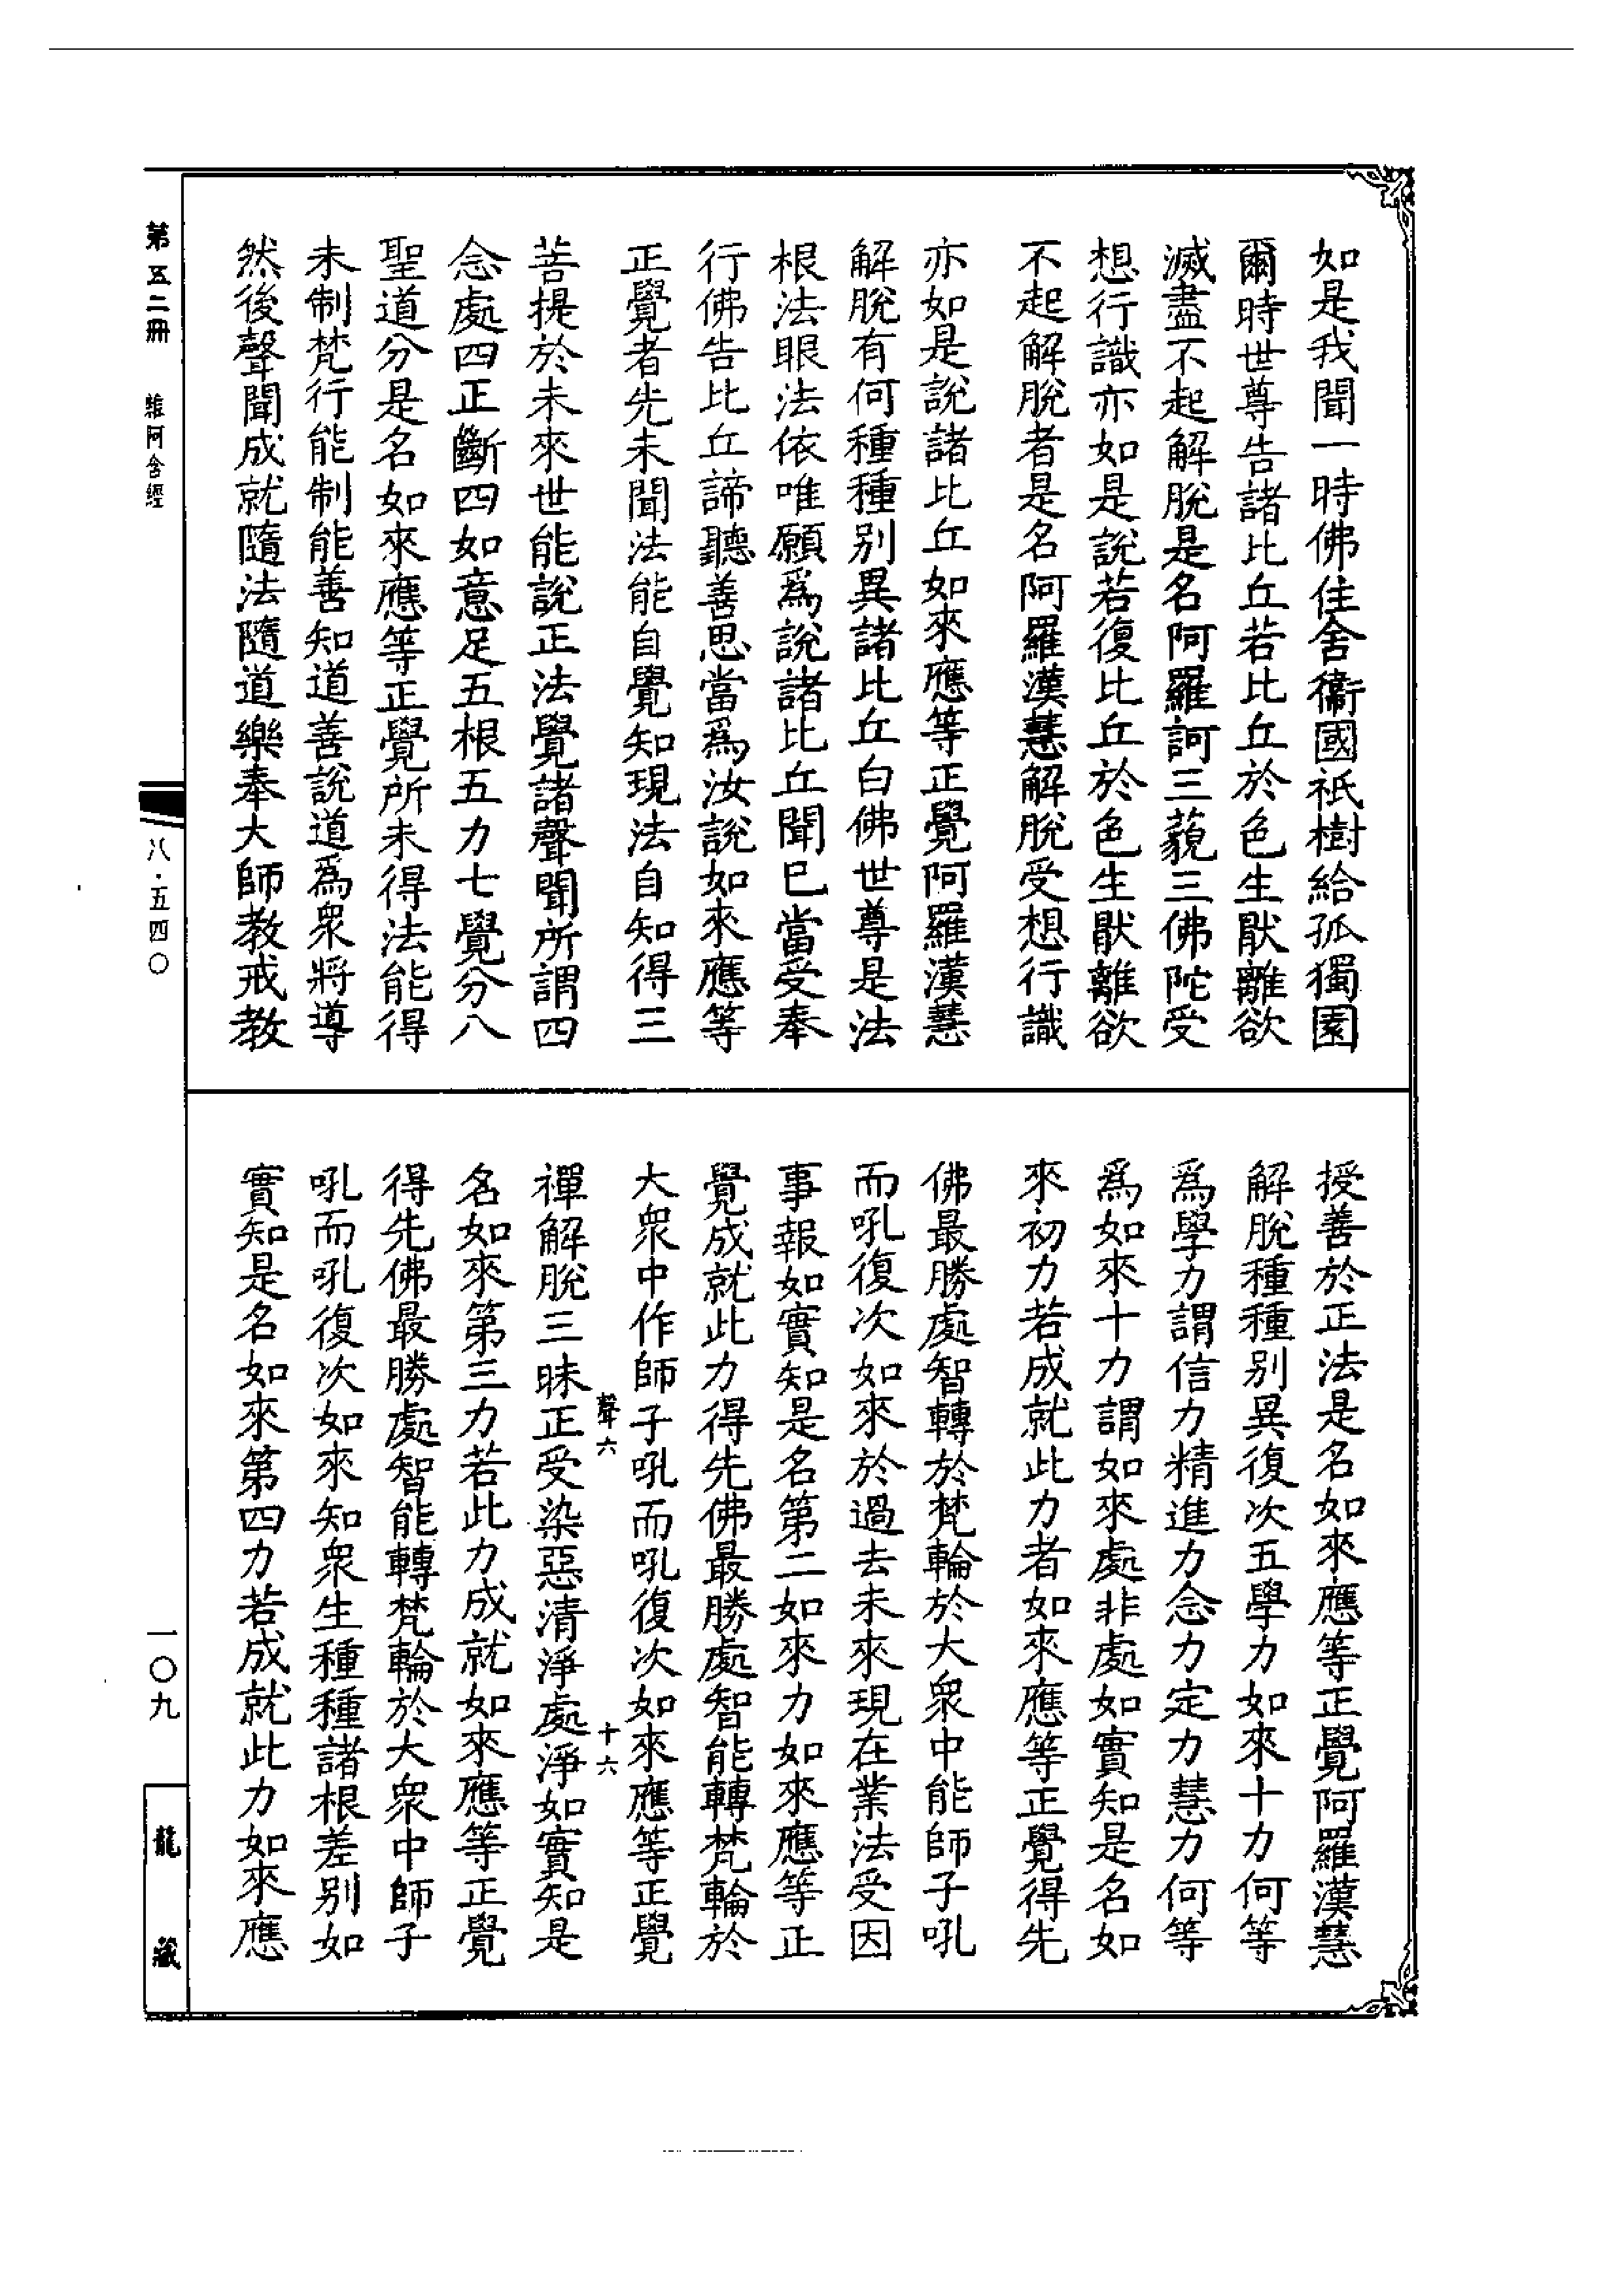 如是我聞一時佛住舍衞國祇樹給孤獨園
爾時世尊告諸比丘若比丘於色生猒離欲
滅盡不起解脫是名阿羅訶三藐三佛陀受
想行識亦如是說若復比丘於色生猒離欲
不起解脫者是名阿羅漢慧解脫受想行識
亦如是說諸比丘如來應等正覺阿羅漢慧
解脫有何種種別異諸比丘白佛世尊是法
根法眼法依唯願爲說諸比丘聞已當受奉
行佛告比丘諦聽善思當爲汝說如來應等
正覺者先未聞法能自覺知現法自知得三
菩提於未來世能說正法覺諸聲聞所謂四
念處四正斷四如意足五根五力七覺分八
聖道分是名如來應等正覺所未得法能得
未制梵行能制能善知道善說道爲衆將導
然後聲聞成就隨法隨道樂奉大師教戒教
授善於正法是名如來應等正覺阿羅漢慧
解脫種種別異復次五學力如來十力何等
爲學力謂信力精進力念力定力慧力何等
爲如來十力謂如來處非處如實知是名如
來初力若成就此力者如來應等正覺得先
佛最勝處智轉於梵輪於大衆中能師子吼
而吼復次如來於過去未來現在業法受因
事報如實知是名第二如來力如來應等正
覺成就此力得先佛最勝處智能轉梵輪於
大衆中作師子吼而吼復次如來應等正覺
聲六
十六
禪解脫三昧正受染惡清淨處淨如實知是
名如來第三力若此力成就如來應等正覺
得先佛最勝處智能轉梵輪於大衆中師子
吼而吼復次如來知衆生種種諸根差別如
實知是名如來第四力若成就此力如來應
第五二冊
雜阿含經
八·五四〇
一〇九
龍藏